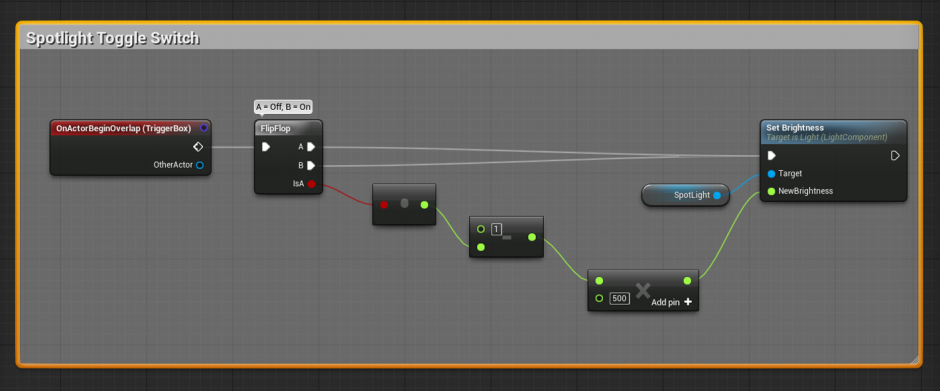 Spotlight Toggle Switch
A = Off, B = On
OnActorBeginOverlap (TriggerBox)
OtherActor
FlipFlop
A
B
IsA
1
500
Add pin
SpotLight
Set Brightness
Target is Light (LightComponent)
Target
NewBrightness